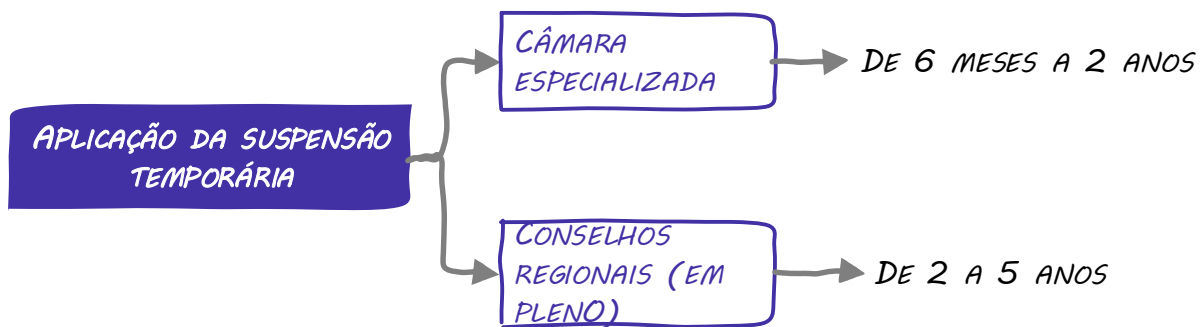 Aplicação da suspensão
temporária
Câmara
especializada
De 6 meses a 2 anos
Conselhos
regionais (em
pleno)
De 2 a 5 anos